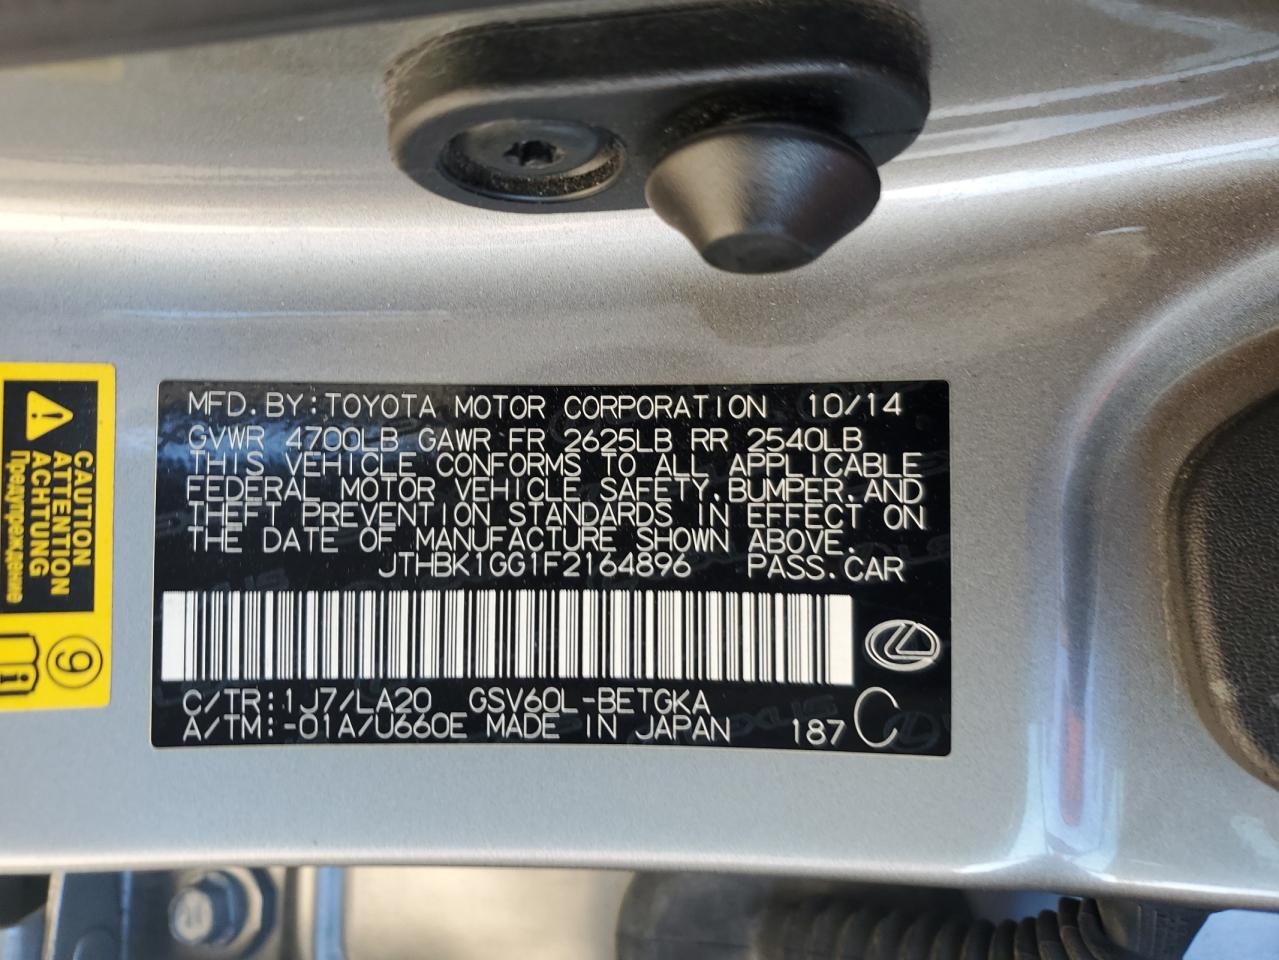 MFD.BY:TOYOTA MOTOR CORPORATION 10/14
GVWR 4700LB GAWR FR 2625LB RR 2540LB
THIS VEHICLE CONFORMS TO ALL APPLICABLE
FEDERAL MOTOR VEHICLE SAFETY.BUMPER.AND
THEFT PREVENTION STANDARDS IN EFFECT ON
THE DATE OF MANUFACTURE SHOWN ABOVE.
JTHBK1GG1F2164896 PASS.CAR
C/TR:1J7/LA20 GSV60L-BETGKA
A/TM:-01A/U660E MADE IN JAPAN 187 C
CAUTION
ATTENTION
ACHTUNG
Предупреждение
9